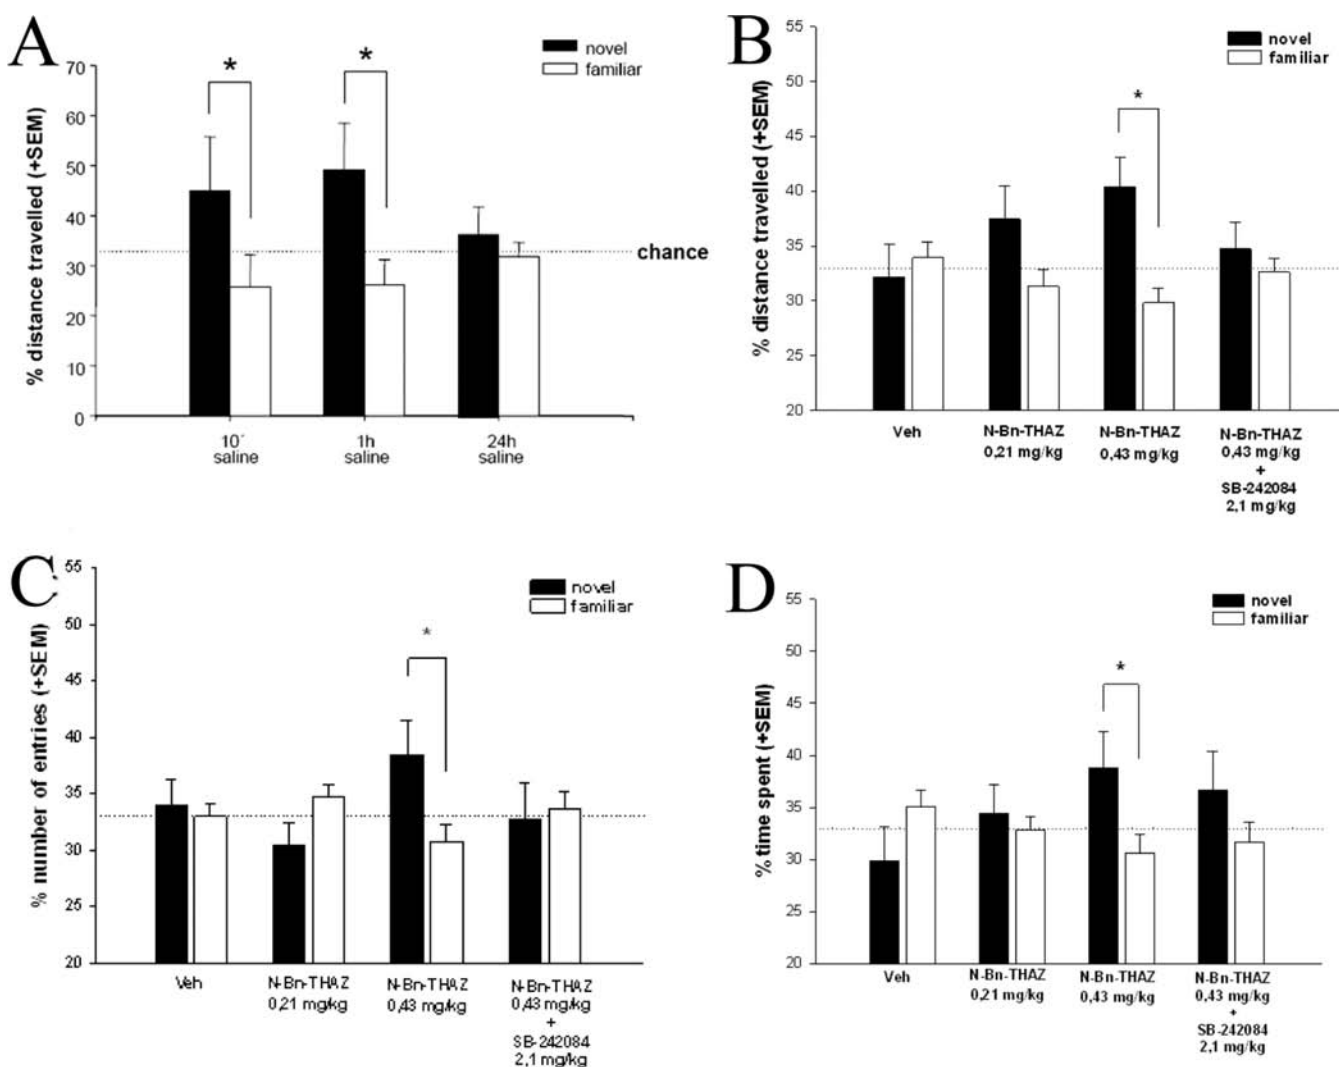 A
novel
familiar
*
*
% distance travelled (+SEM)
70
60
50
40
30
20
10
0
chance
10´
saline
1h
saline
24h
saline
B
novel
familiar
*
% distance travelled (+SEM)
55
50
45
40
35
30
25
20
Veh
N-Bn-THAZ
0,21 mg/kg
N-Bn-THAZ
0,43 mg/kg
N-Bn-THAZ
0,43 mg/kg
+
SB-242084
2,1 mg/kg
C
novel
familiar
*
% number of entries (+SEM)
55
50
45
40
35
30
25
20
Veh
N-Bn-THAZ
0,21 mg/kg
N-Bn-THAZ
0,43 mg/kg
N-Bn-THAZ
0,43 mg/kg
+
SB-242084
2,1 mg/kg
D
novel
familiar
*
% time spent (+SEM)
55
50
45
40
35
30
25
20
Veh
N-Bn-THAZ
0,21 mg/kg
N-Bn-THAZ
0,43 mg/kg
N-Bn-THAZ
0,43 mg/kg
+
SB-242084
2,1 mg/kg